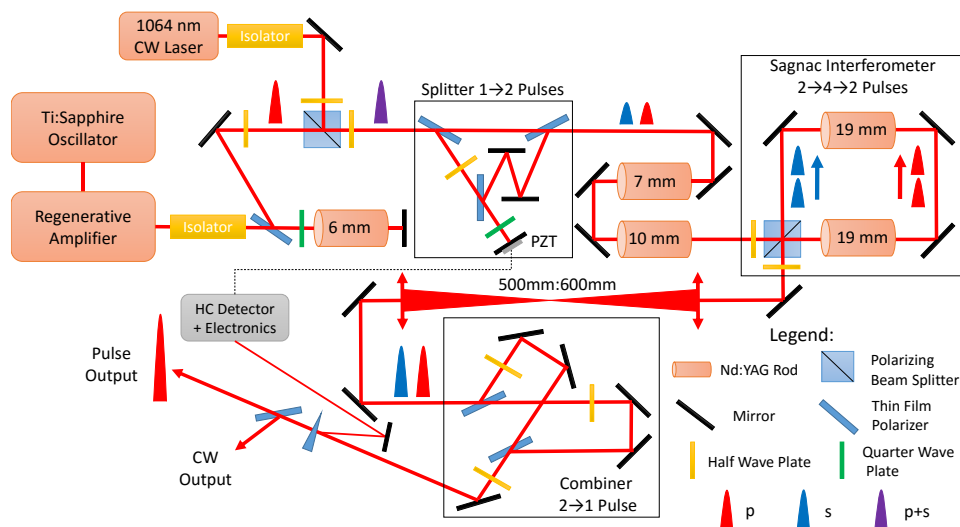 1064 nm
CW Laser
Isolator
Ti:Sapphire
Oscillator
Regenerative
Amplifier
Isolator
6 mm
Splitter 1→2 Pulses
PZT
7 mm
10 mm
Sagnac Interferometer
2→4→2 Pulses
19 mm
19 mm
500mm:600mm
HC Detector
+ Electronics
Pulse
Output
CW
Output
Combiner
2→1 Pulse
Legend:
Nd:YAG Rod
Polarizing
Beam Splitter
Mirror
Thin Film
Polarizer
Half Wave Plate
Quarter Wave
Plate
p
s
p+s